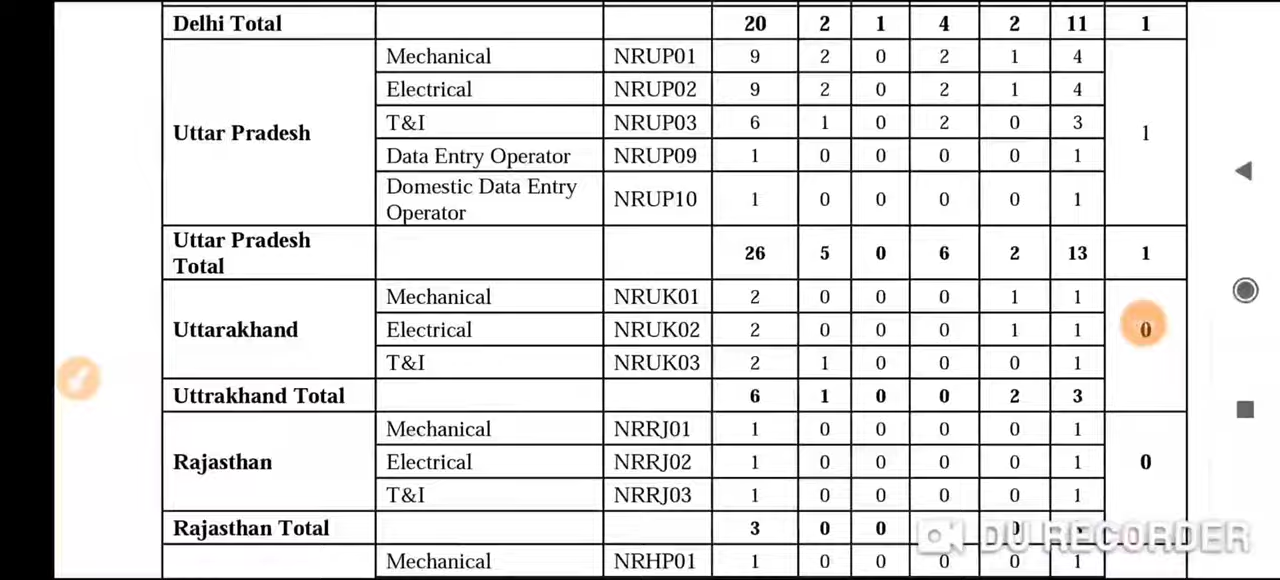 Delhi Total 20 2 1 4 2 11 1
Mechanical NRUP01 9 2 0 2 1 4
Electrical NRUP02 9 2 0 2 1 4
Uttar Pradesh T&I NRUP03 6 1 0 2 0 3 1
Data Entry Operator NRUP09 1 0 0 0 0 1
Domestic Data Entry
Operator NRUP10 1 0 0 0 0 1
Uttar Pradesh
Total 26 5 0 6 2 13 1
Mechanical NRUK01 2 0 0 0 1 1
Uttarakhand Electrical NRUK02 2 0 0 0 1 1 0
T&I NRUK03 2 1 0 0 0 1
Uttrakhand Total 6 1 0 0 2 3
Mechanical NRRJ01 1 0 0 0 0 1
Rajasthan Electrical NRRJ02 1 0 0 0 0 1 0
T&I NRRJ03 1 0 0 0 0 1
Rajasthan Total 3 0 0
DU RECORDER
Mechanical NRHP01 1 0 0 0 0 1